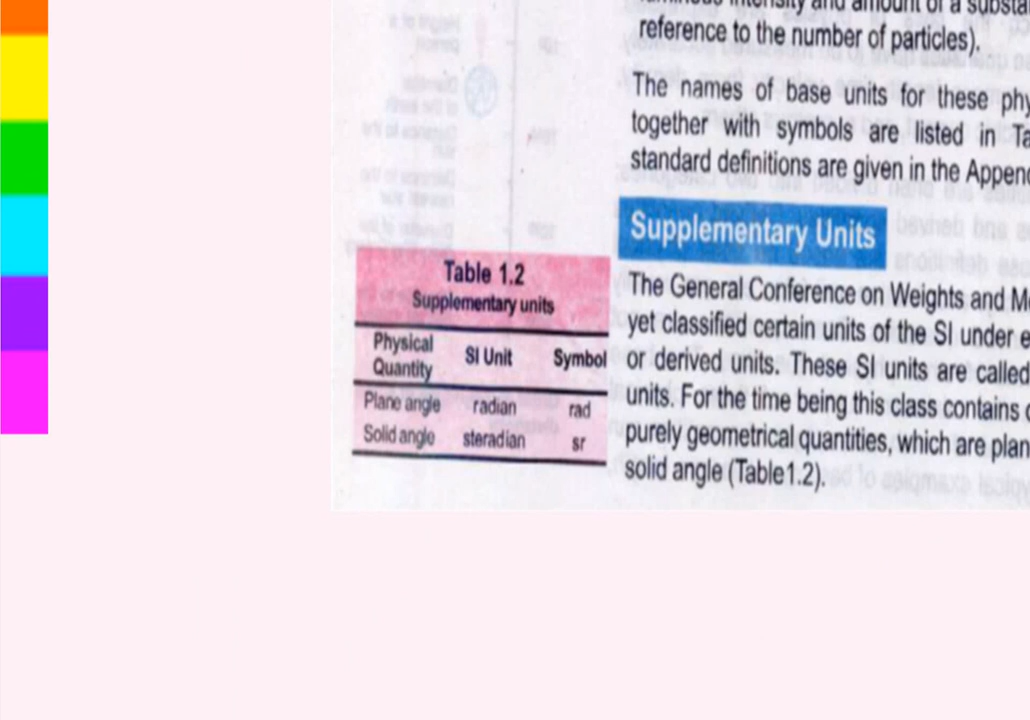 reference to the number of particles).
The names of base units for these
together with symbols are listed in
standard definitions are given in the
Supplementary Units
Table 1.2
Supplementary units
Physical Quantity SI Unit Symbol
Plane angle radian rad
Solid angle steradian sr
The General Conference on Weights and
yet classified certain units of the SI under
or derived units. These SI units are called
units. For the time being this class contains
purely geometrical quantities, which are
solid angle (Table1.2).